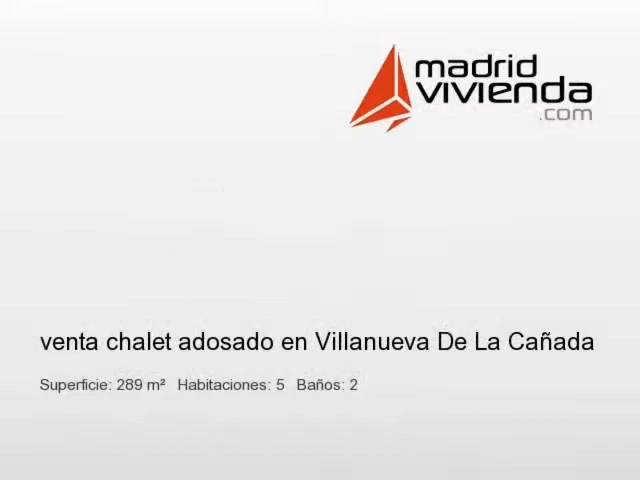 madrid
vivienda
.com
venta chalet adosado en Villanueva De La Cañada
Superficie: 289 m² Habitaciones: 5 Baños: 2